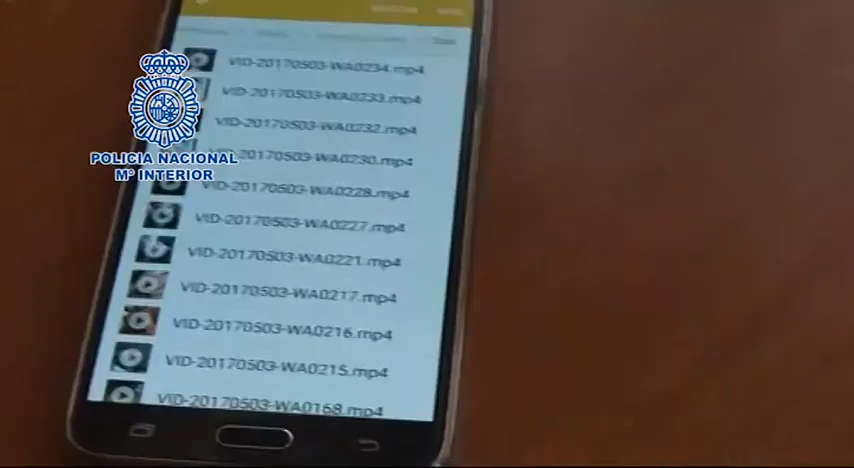 VID-20170503-WA0234.mp4
VID-20170503-WA0233.mp4
VID-20170503-WA0232.mp4
VID-20170503-WA0230.mp4
VID-20170503-WA0228.mp4
VID-20170503-WA0227.mp4
VID-20170503-WA0221.mp4
VID-20170503-WA0217.mp4
VID-20170503-WA0216.mp4
VID-20170503-WA0215.mp4
VID-20170503-WA0168.mp4
POLICIA NACIONAL
Mº INTERIOR